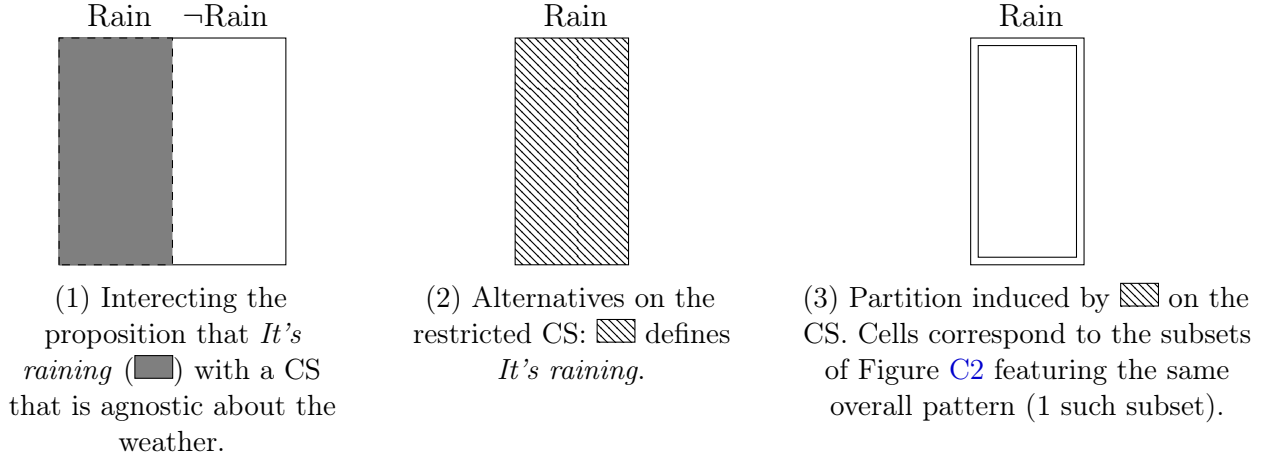 Rain ¬Rain
Rain
Rain
(1) Interecting the
proposition that It's
raining ( ) with a CS
that is agnostic about the
weather.
(2) Alternatives on the
restricted CS: defines
It's raining.
(3) Partition induced by on the
CS. Cells correspond to the subsets
of Figure C2 featuring the same
overall pattern (1 such subset).